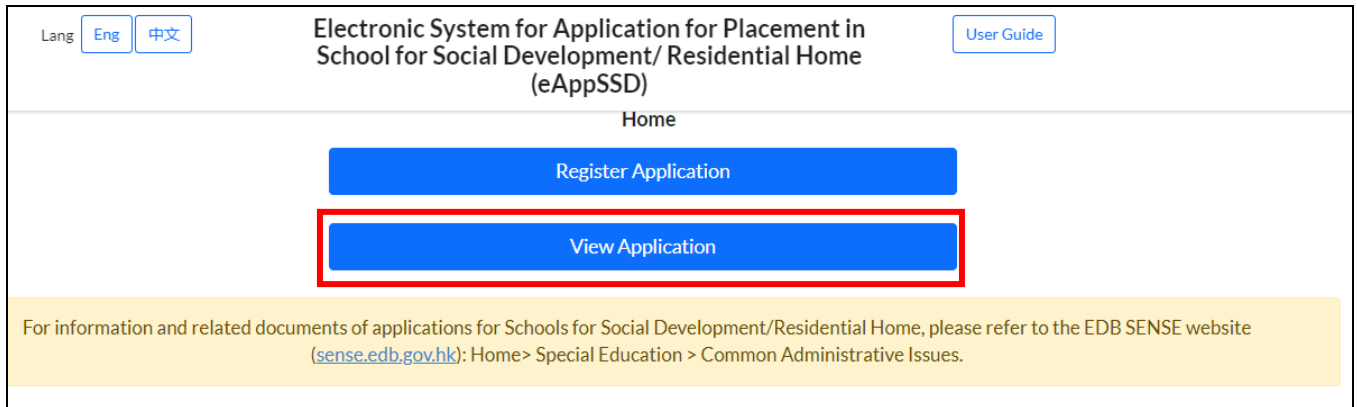 Lang Eng 中文
Electronic System for Application for Placement in
School for Social Development/ Residential Home
(eAppSSD)
User Guide
Home
Register Application
View Application
For information and related documents of applications for Schools for Social Development/Residential Home, please refer to the EDB SENSE website
(sense.edb.gov.hk): Home> Special Education > Common Administrative Issues.